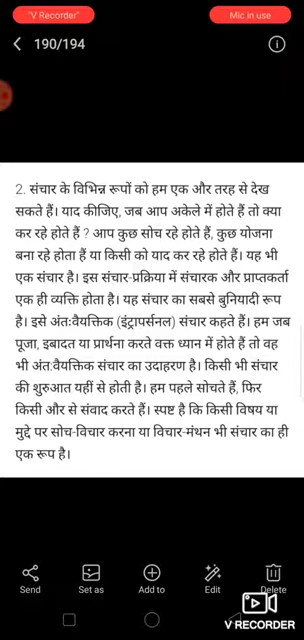 "V Recorder"
Mic in use
190/194
2. संचार के विभिन्न रूपों को हम एक और तरह से देख
सकते हैं। याद कीजिए, जब आप अकेले में होते हैं तो क्या
कर रहे होते हैं ? आप कुछ सोच रहे होते हैं, कुछ योजना
बना रहे होता हैं या किसी को याद कर रहे होते हैं। यह भी
एक संचार है। इस संचार-प्रक्रिया में संचारक और प्राप्तकर्ता
एक ही व्यक्ति होता है। यह संचार का सबसे बुनियादी रूप
है। इसे अंतःवैयक्तिक (इंट्रापर्सनल) संचार कहते हैं। हम जब
पूजा, इबादत या प्रार्थना करते वक्त ध्यान में होते हैं तो वह
भी अंतःवैयक्तिक संचार का उदाहरण है। किसी भी संचार
की शुरुआत यहीं से होती है। हम पहले सोचते हैं, फिर
किसी और से संवाद करते हैं। स्पष्ट है कि किसी विषय या
मुद्दे पर सोच-विचार करना या विचार-मंथन भी संचार का ही
एक रूप है।
Send
Set as
Add to
Edit
Delete
V RECORDER